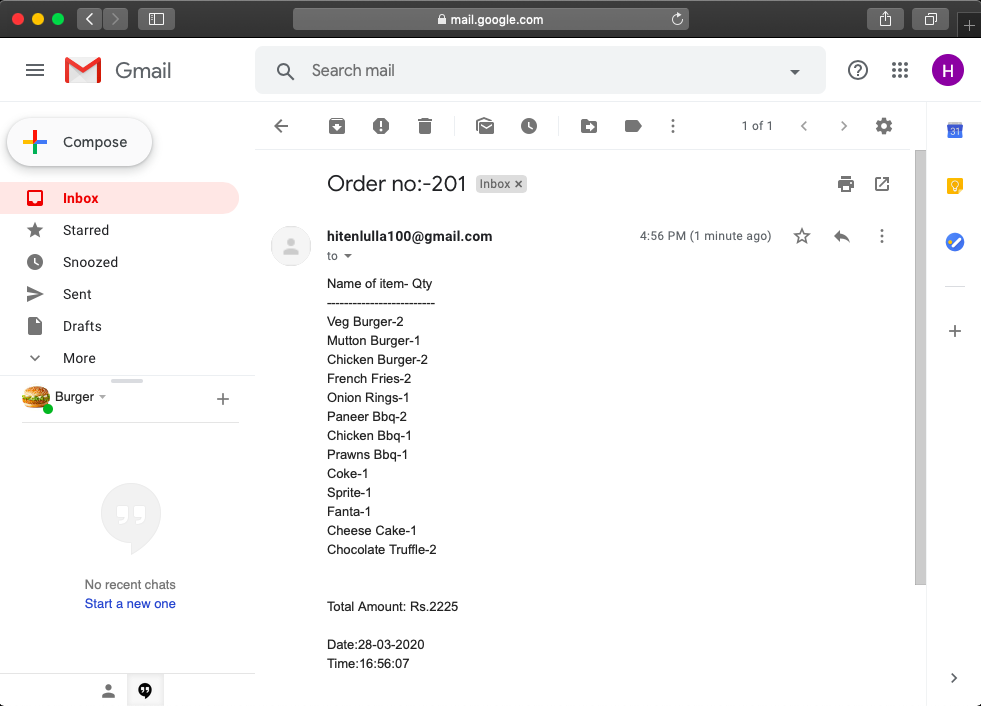 mail.google.com
Gmail
Search mail
H
Compose
1 of 1
31
Inbox
Starred
Snoozed
Sent
Drafts
More
Burger
No recent chats
Start a new one
Order no:-201 Inbox ×
hitenlulla100@gmail.com 4:56 PM (1 minute ago)
to
Name of item- Qty
-------------------------
Veg Burger-2
Mutton Burger-1
Chicken Burger-2
French Fries-2
Onion Rings-1
Paneer Bbq-2
Chicken Bbq-1
Prawns Bbq-1
Coke-1
Sprite-1
Fanta-1
Cheese Cake-1
Chocolate Truffle-2
Total Amount: Rs.2225
Date:28-03-2020
Time:16:56:07